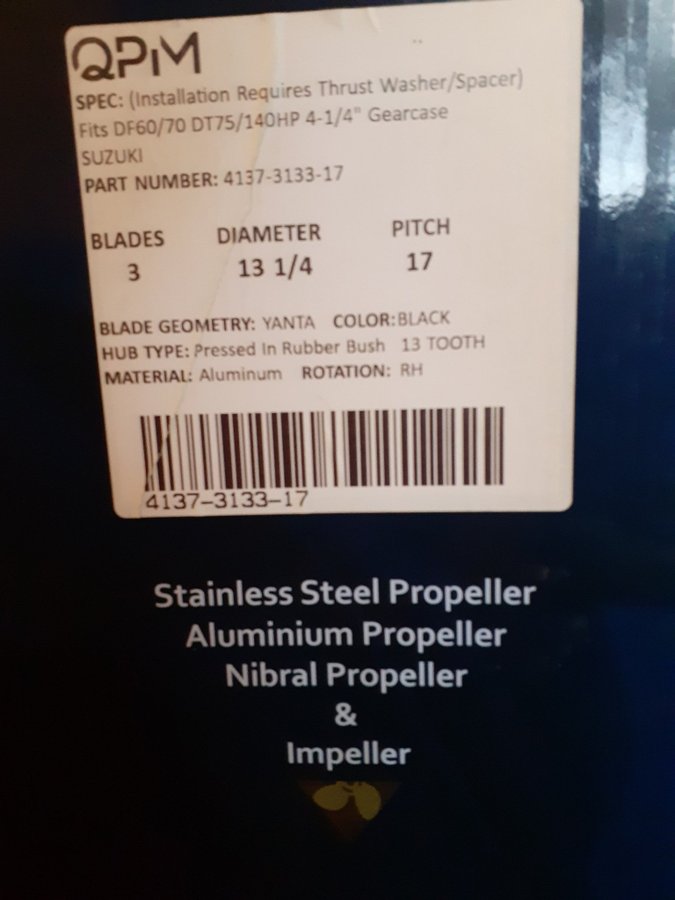 QPM
SPEC: (Installation Requires Thrust Washer/Spacer)
Fits DF60/70 DT75/140HP 4-1/4" Gearcase
SUZUKI
PART NUMBER: 4137-3133-17
BLADES DIAMETER PITCH
3 13 1/4 17
BLADE GEOMETRY: YANTA COLOR:BLACK
HUB TYPE: Pressed In Rubber Bush 13 TOOTH
MATERIAL: Aluminum ROTATION: RH
4137-3133-17
Stainless Steel Propeller
Aluminium Propeller
Nibral Propeller
&
Impeller